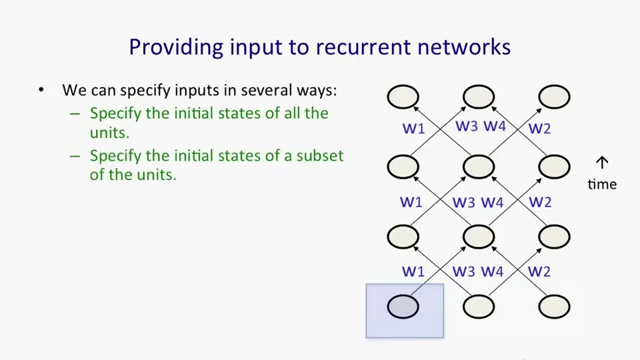 Providing input to recurrent networks
• We can specify inputs in several ways:
– Specify the initial states of all the
units.
– Specify the initial states of a subset
of the units.
W1 W3 W4 W2
↑
time
W1 W3 W4 W2
W1 W3 W4 W2